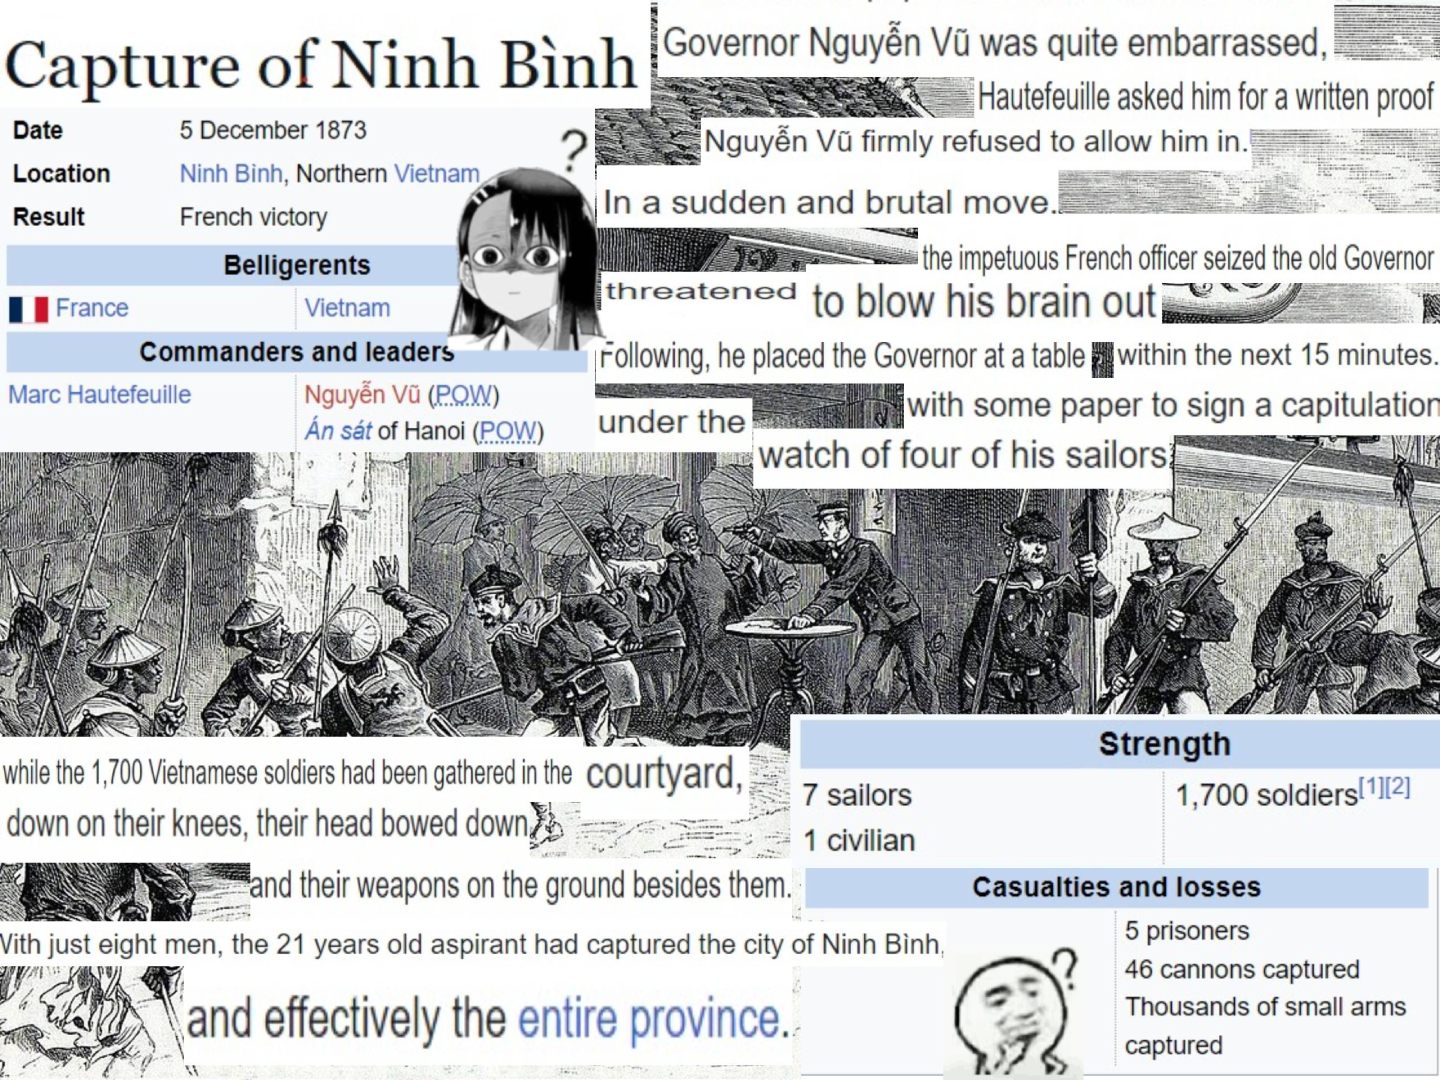 Capture of Ninh Bình
Date 5 December 1873
Location Ninh Bình, Northern Vietnam
Result French victory
Belligerents
France Vietnam
Commanders and leaders
Marc Hautefeuille Nguyễn Vũ (POW)
Án sát of Hanoi (POW)
?
Governor Nguyễn Vũ was quite embarrassed,
Hautefeuille asked him for a written proof
Nguyễn Vũ firmly refused to allow him in.
In a sudden and brutal move.
the impetuous French officer seized the old Governor
threatened to blow his brain out
Following, he placed the Governor at a table within the next 15 minutes.
under the with some paper to sign a capitulation
watch of four of his sailors
while the 1,700 Vietnamese soldiers had been gathered in the courtyard,
down on their knees, their head bowed down
and their weapons on the ground besides them.
With just eight men, the 21 years old aspirant had captured the city of Ninh Bình,
and effectively the entire province.
Strength
7 sailors 1,700 soldiers[1][2]
1 civilian
Casualties and losses
5 prisoners
46 cannons captured
Thousands of small arms
captured
?